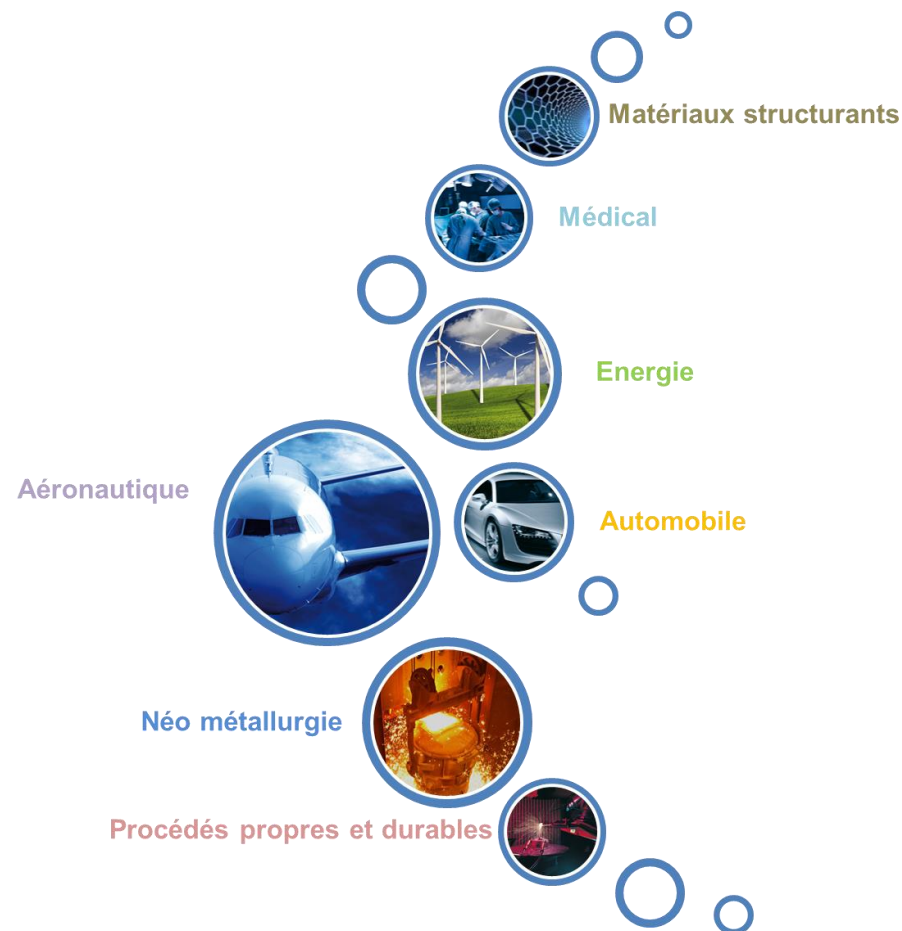 Matériaux structurants
Médical
Energie
Aéronautique
Automobile
Néo métallurgie
Procédés propres et durables